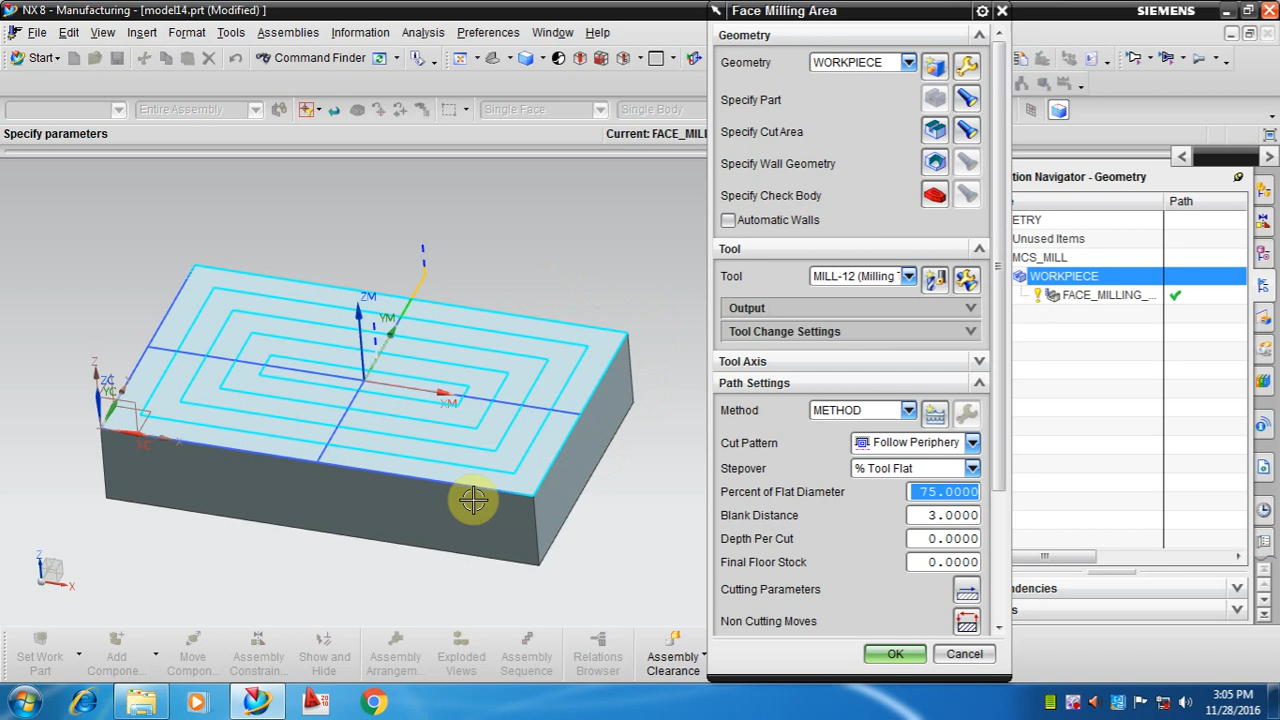 NX 8 - Manufacturing - [model14.prt (Modified) ]
SIEMENS
File Edit View Insert Format Tools Assemblies Information Analysis Preferences Window Help
Start
Command Finder
Entire Assembly
Single Face
Single Body
Specify parameters
Current: FACE_MILL
ZM
YM
XM
Z
ZC
YC
X
XC
Z
X
Face Milling Area
Geometry
Geometry WORKPIECE
Specify Part
Specify Cut Area
Specify Wall Geometry
Specify Check Body
Automatic Walls
Tool
Tool MILL-12 (Milling
Output
Tool Change Settings
Tool Axis
Path Settings
Method METHOD
Cut Pattern Follow Periphery
Stepover % Tool Flat
Percent of Flat Diameter 75.0000
Blank Distance 3.0000
Depth Per Cut 0.0000
Final Floor Stock 0.0000
Cutting Parameters
Non Cutting Moves
OK Cancel
tion Navigator - Geometry
Path
ETRY
Unused Items
MCS_MILL
WORKPIECE
FACE_MILLING_...
ndencies
s
Set Work
Part
Add
Compone...
Move
Compon...
Assembly
Constrain...
Show and
Hide
Assembly
Arrangem...
Exploded
Views
Assembly
Sequence
Relations
Browser
Assembly
Clearance
3:05 PM
11/28/2016